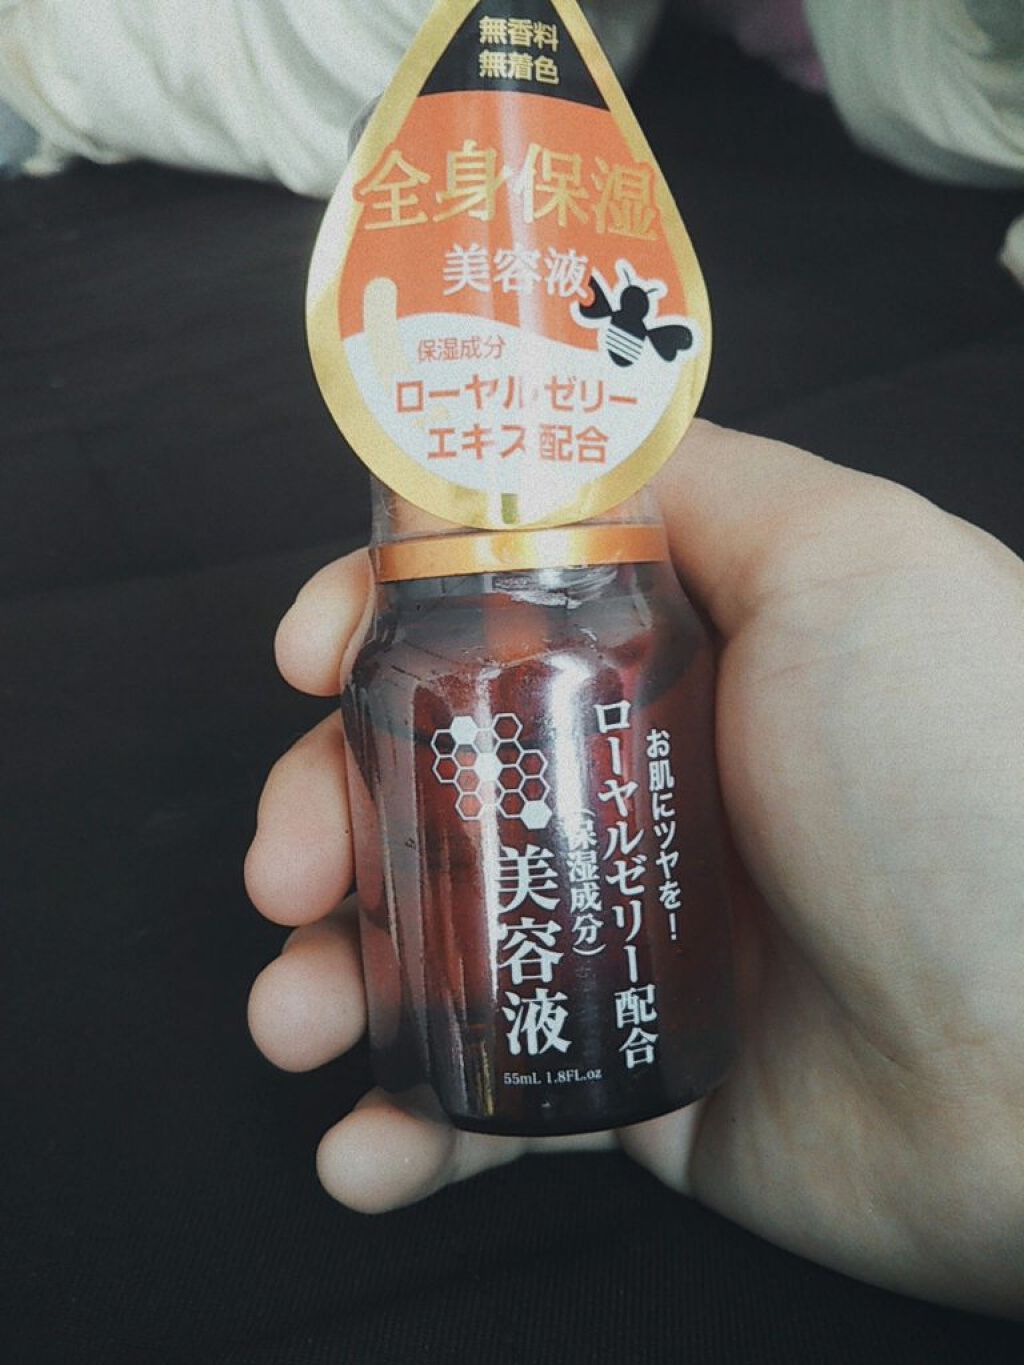 無香料
無着色
全身保湿
美容液
保湿成分
ローヤルゼリー
エキス配合
お肌にツヤを!
ローヤルゼリー配合
(保湿成分)
美容液
55mL 1.8FL.oz